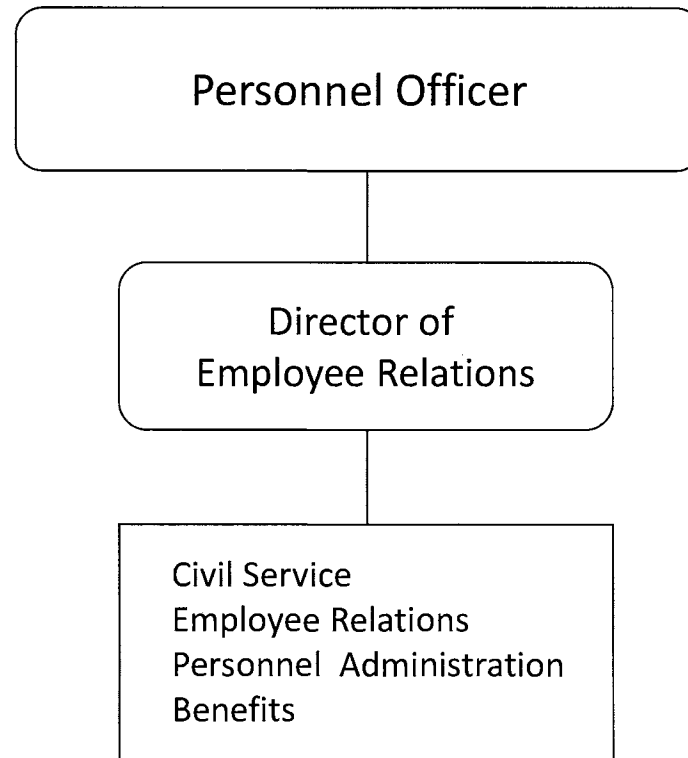 Personnel Officer
Director of
Employee Relations
Civil Service
Employee Relations
Personnel Administration
Benefits